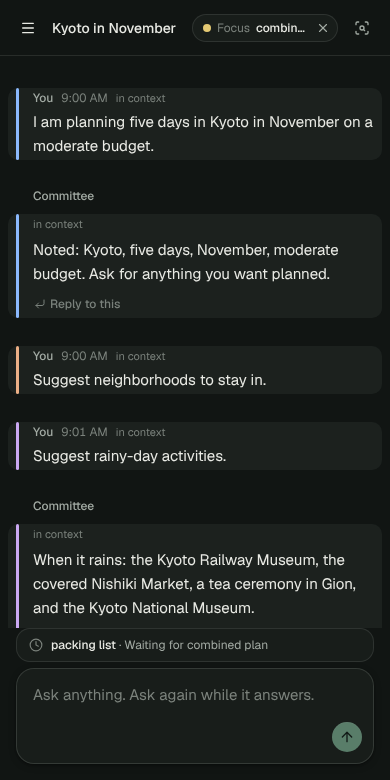 Kyoto in November
Focus combin...
You 9:00 AM in context
I am planning five days in Kyoto in November on a
moderate budget.
Committee
in context
Noted: Kyoto, five days, November, moderate
budget. Ask for anything you want planned.
Reply to this
You 9:00 AM in context
Suggest neighborhoods to stay in.
You 9:01 AM in context
Suggest rainy-day activities.
Committee
in context
When it rains: the Kyoto Railway Museum, the
covered Nishiki Market, a tea ceremony in Gion,
and the Kyoto National Museum.
packing list · Waiting for combined plan
Ask anything. Ask again while it answers.